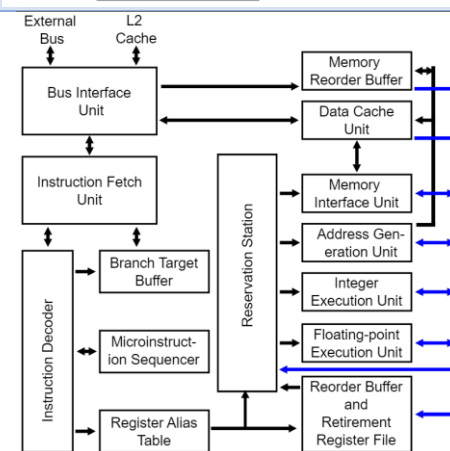 External
Bus
L2
Cache
Bus Interface
Unit
Memory
Reorder Buffer
Data Cache
Unit
Instruction Fetch
Unit
Memory
Interface Unit
Reservation Station
Address Gen-
eration Unit
Instruction Decoder
Branch Target
Buffer
Integer
Execution Unit
Microinstruct-
ion Sequencer
Floating-point
Execution Unit
Register Alias
Table
Reorder Buffer
and
Retirement
Register File